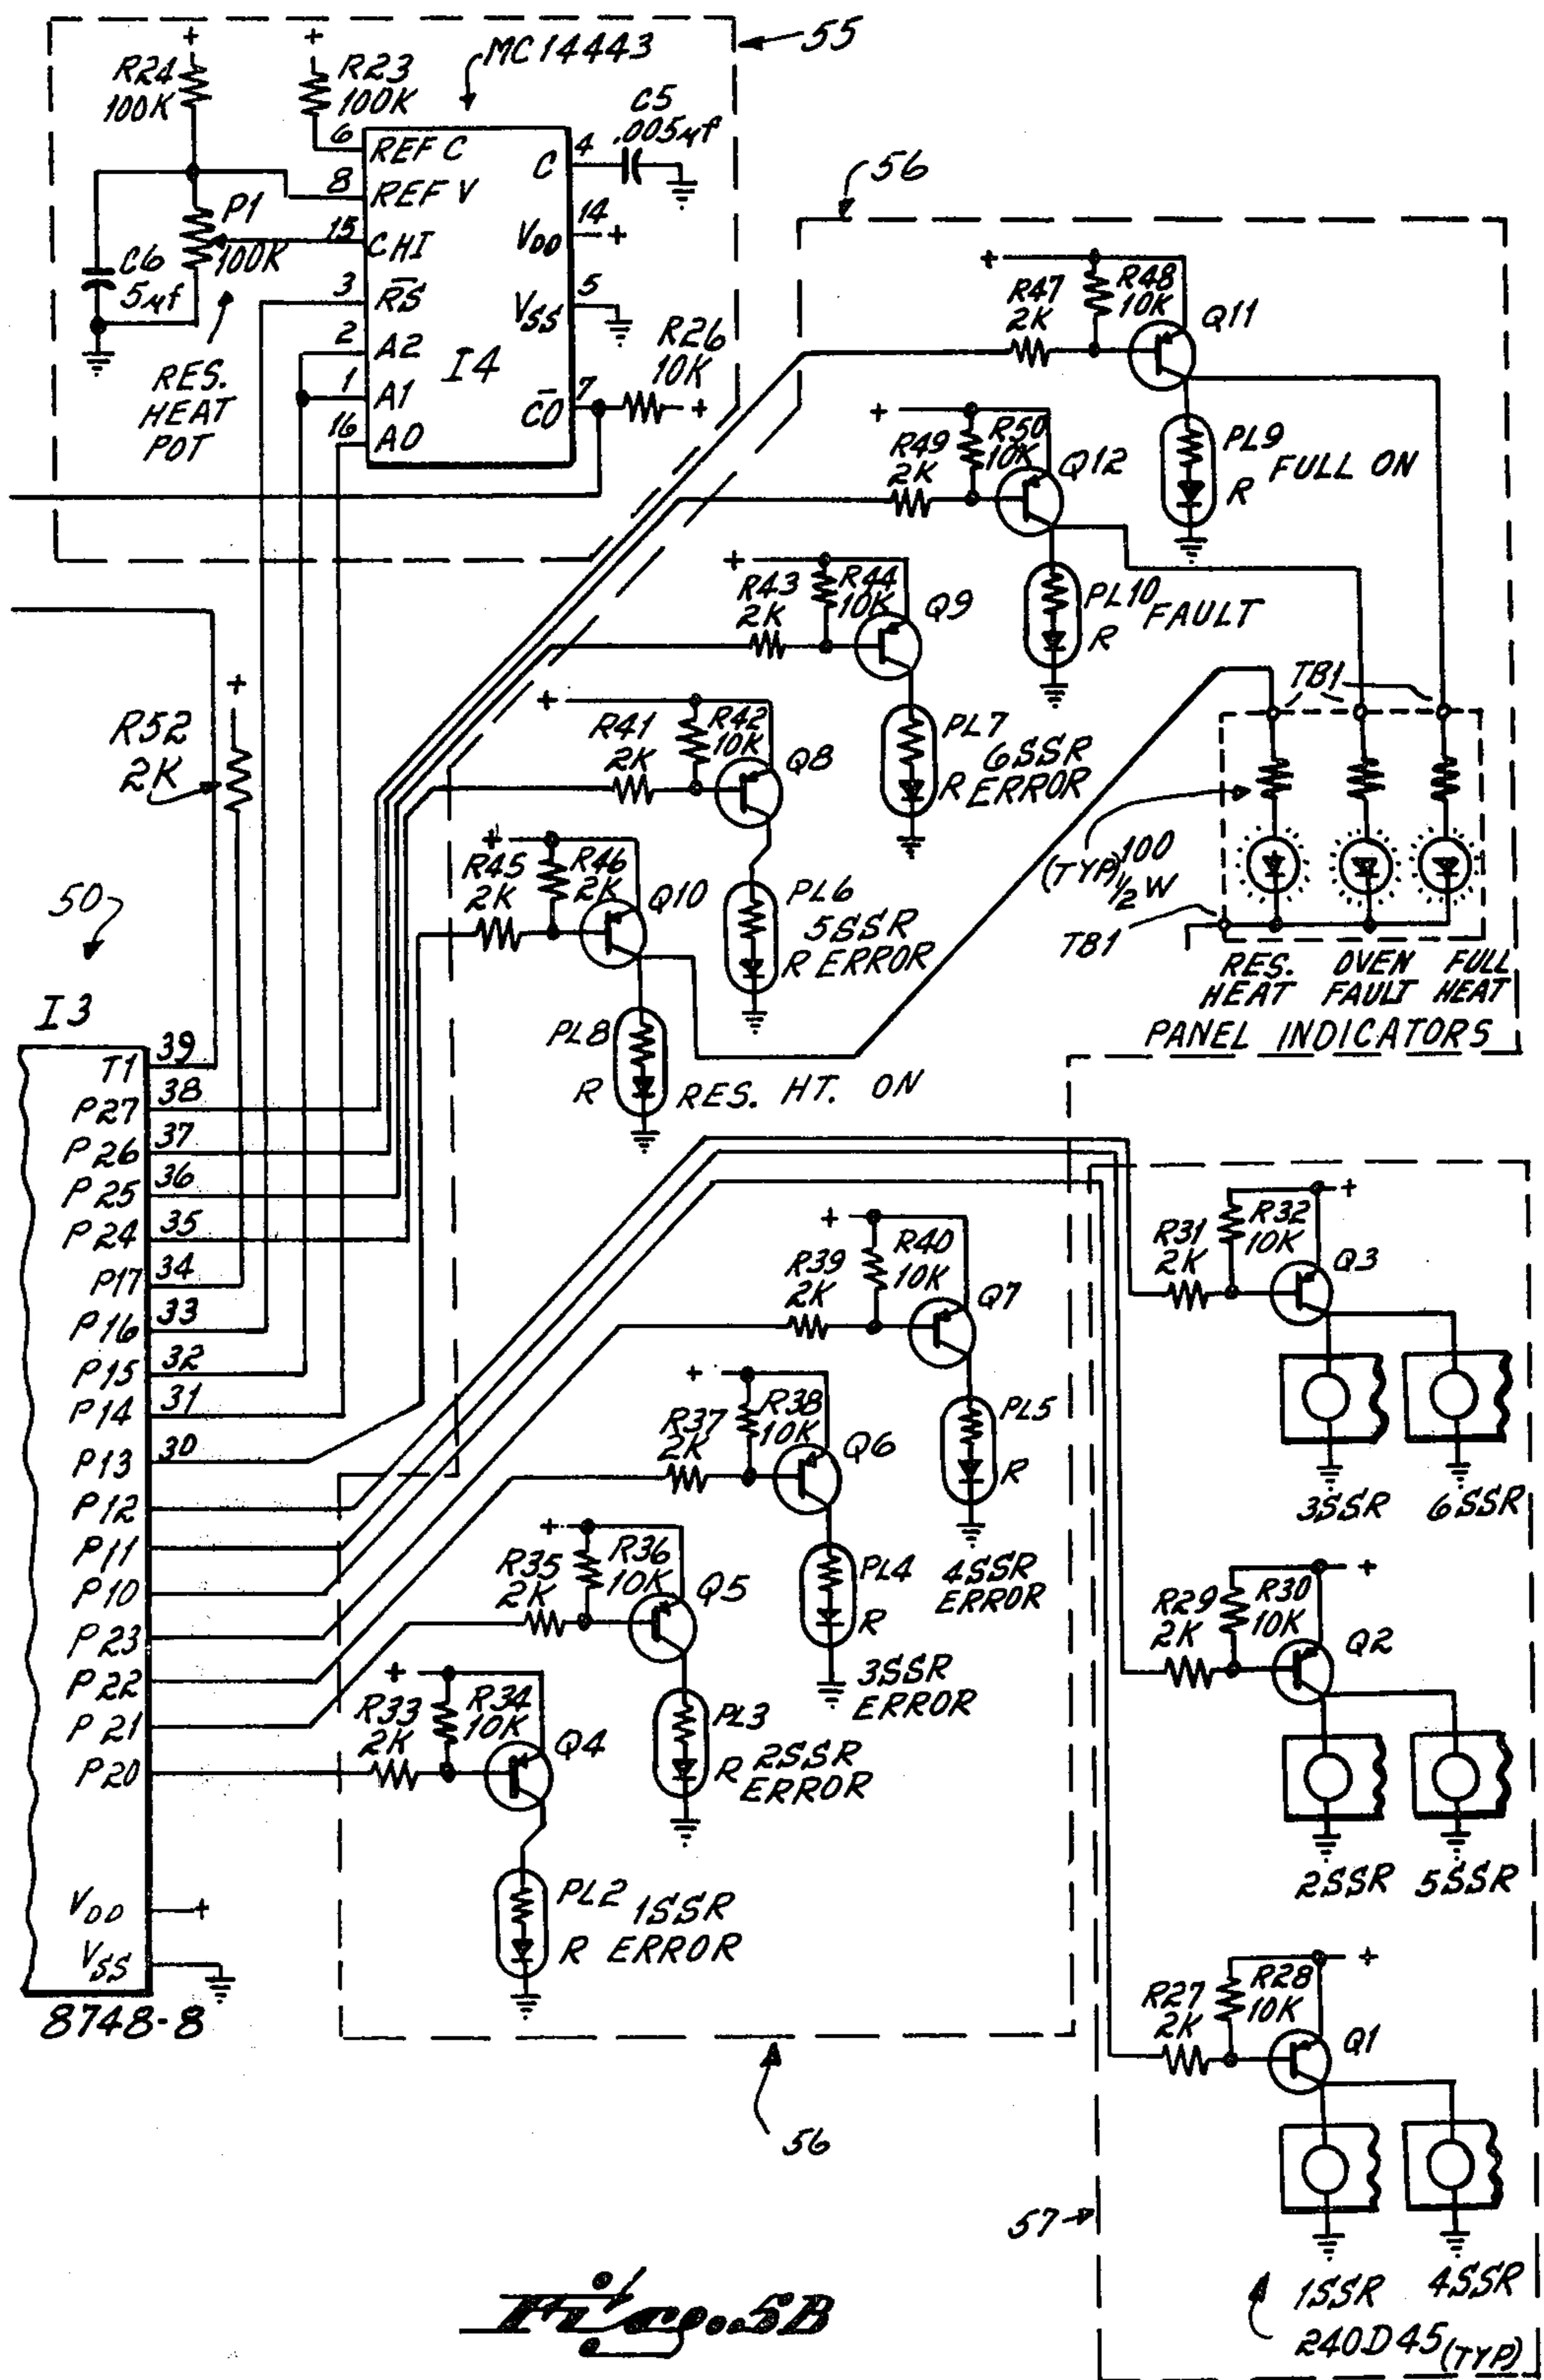 55
MC14443
+
+
R24
100K
R23
100K
C5
.005μf
6
REF C
C
4
8
REF V
P1
100K
15
CHI
14
VDD
+
C6
5μf
3
R̅S̅
5
VSS
2
A2
I4
1
A1
16
A0
C̅O̅
7
R26
10K
+
RES.
HEAT
POT
56
+
R47
2K
R48
10K
Q11
PL9
R
FULL ON
+
R49
2K
R50
10K
Q12
PL10
R
FAULT
+
R43
2K
R44
10K
Q9
PL7
R
6SSR
ERROR
+
R41
2K
R42
10K
Q8
PL6
5SSR
R ERROR
+
R45
2K
R46
2K
Q10
PL8
R
RES. HT. ON
TB1
(TYP) 100
1/2 W
TB1
RES.
HEAT
OVEN
FAULT
FULL
HEAT
PANEL INDICATORS
+
R52
2K
50
I3
T1 39
P27 38
P26 37
P25 36
P24 35
P17 34
P16 33
P15 32
P14 31
P13 30
P12
P11
P10
P23
P22
P21
P20
VDD +
VSS
8748-8
+
R39
2K
R40
10K
Q7
PL5
R
4SSR
ERROR
+
R37
2K
R38
10K
Q6
PL4
R
3SSR
ERROR
+
R35
2K
R36
10K
Q5
PL3
R 2SSR
ERROR
+
R33
2K
R34
10K
Q4
PL2 1SSR
R ERROR
56
+
R31
2K
R32
10K
Q3
3SSR
6SSR
+
R29
2K
R30
10K
Q2
2SSR
5SSR
+
R27
2K
R28
10K
Q1
57
1SSR
4SSR
240D45 (TYP)
Fig. 5B